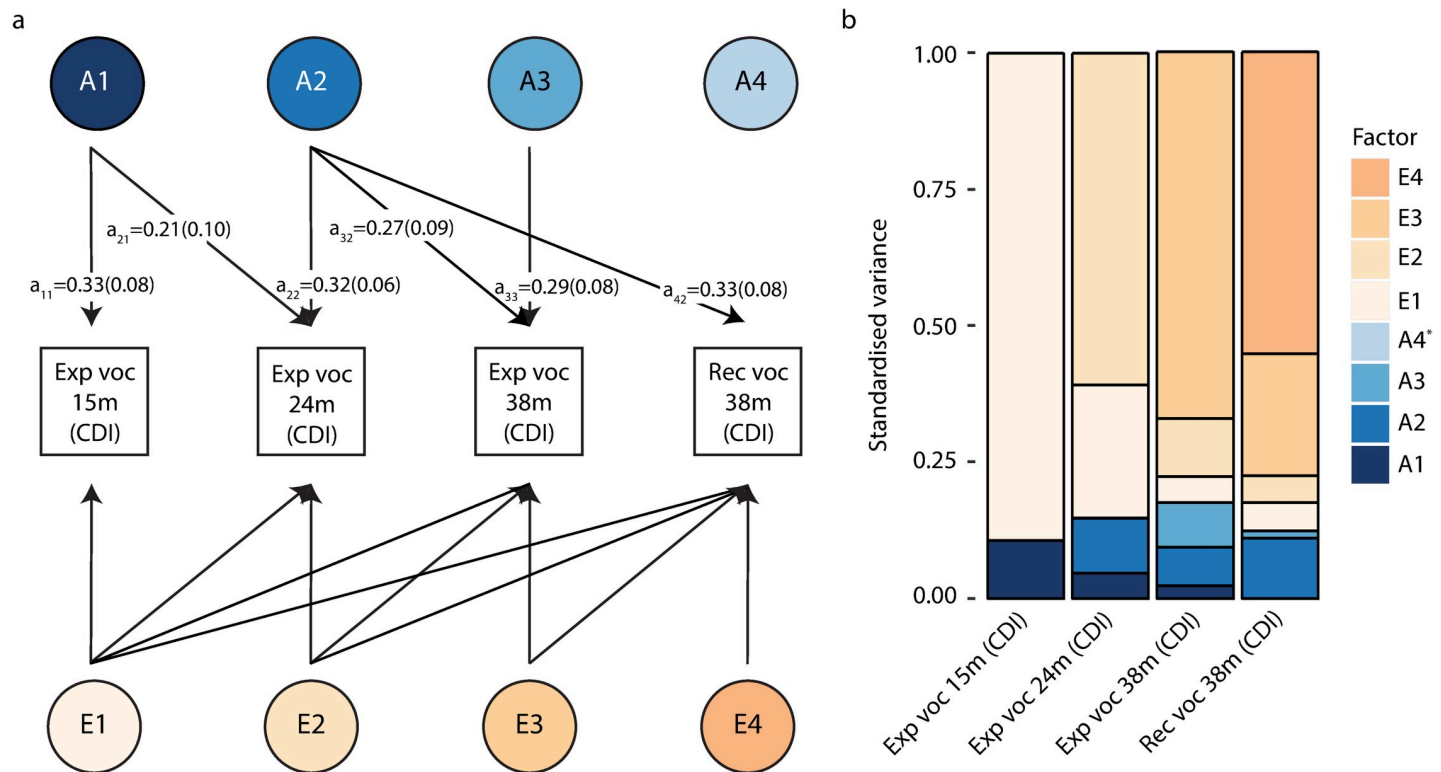 a
A1
A2
A3
A4
a21=0.21(0.10)
a32=0.27(0.09)
a11=0.33(0.08)
a22=0.32(0.06)
a33=0.29(0.08)
a42=0.33(0.08)
Exp voc
15m
(CDI)
Exp voc
24m
(CDI)
Exp voc
38m
(CDI)
Rec voc
38m
(CDI)
E1
E2
E3
E4
b
Standardised variance
1.00
0.75
0.50
0.25
0.00
Exp voc 15m (CDI)
Exp voc 24m (CDI)
Exp voc 38m (CDI)
Rec voc 38m (CDI)
Factor
E4
E3
E2
E1
A4*
A3
A2
A1